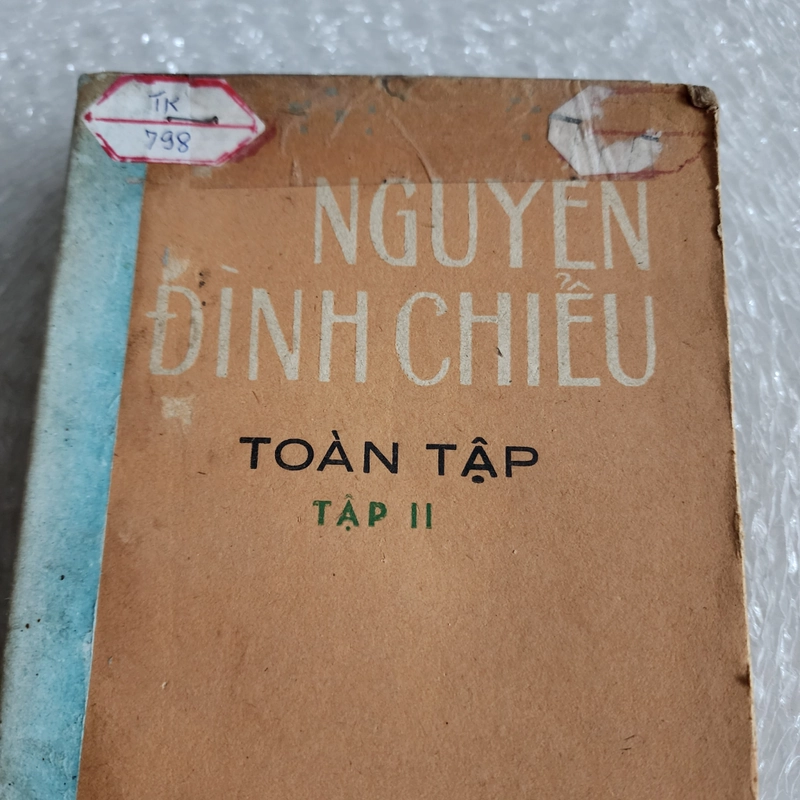 TK
798
NGUYỄN
ĐÌNH CHIỂU
TOÀN TẬP
TẬP II